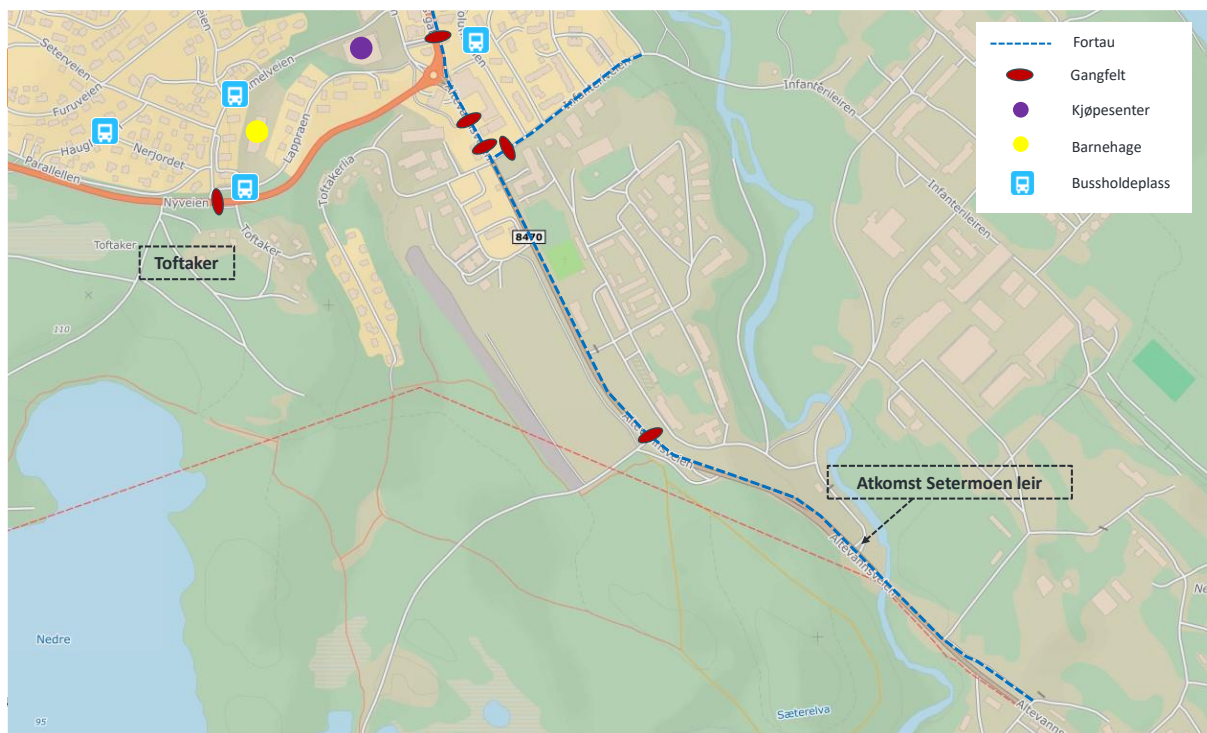 Fortau
Gangfelt
Kjøpesenter
Barnehage
Bussholdeplass
Seterveien
Furuveien
Nerjordet
Lappraen
Parallellen
Nyveien
Toftakerlia
Toftaker
Toftaker
Toftaker
110
8470
Infanterileiren
Infanterileiren
Atkomst Setermoen leir
Altevannsveien
Nedre
95
Sæterelva